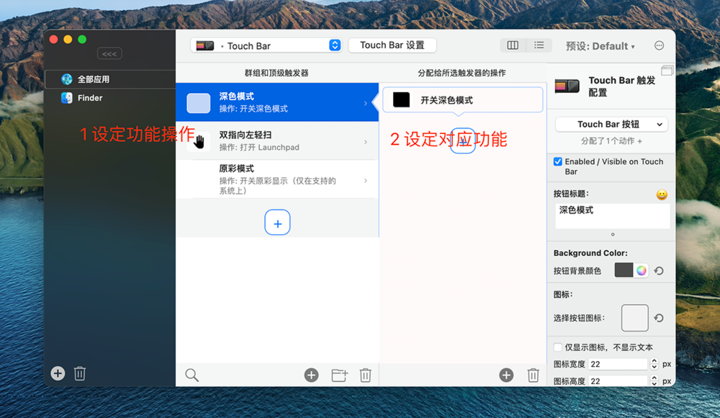 <<<
• Touch Bar
Touch Bar 设置
预设: Default
群组和顶级触发器
分配给所选触发器的操作
全部应用
Finder
1 设定功能操作
深色模式
操作: 开关深色模式
双指向左轻扫
操作: 打开 Launchpad
原彩模式
操作: 开关原彩显示（仅在支持的
系统上）
开关深色模式
2 设定对应功能
Touch Bar 触发
配置
Touch Bar 按钮
分配了1个动作 +
Enabled / Visible on Touch
Bar
按钮标题:
深色模式
Background Color:
按钮背景颜色
图标:
选择按钮图标:
仅显示图标，不显示文本
图标宽度 22 px
图标高度 22 px